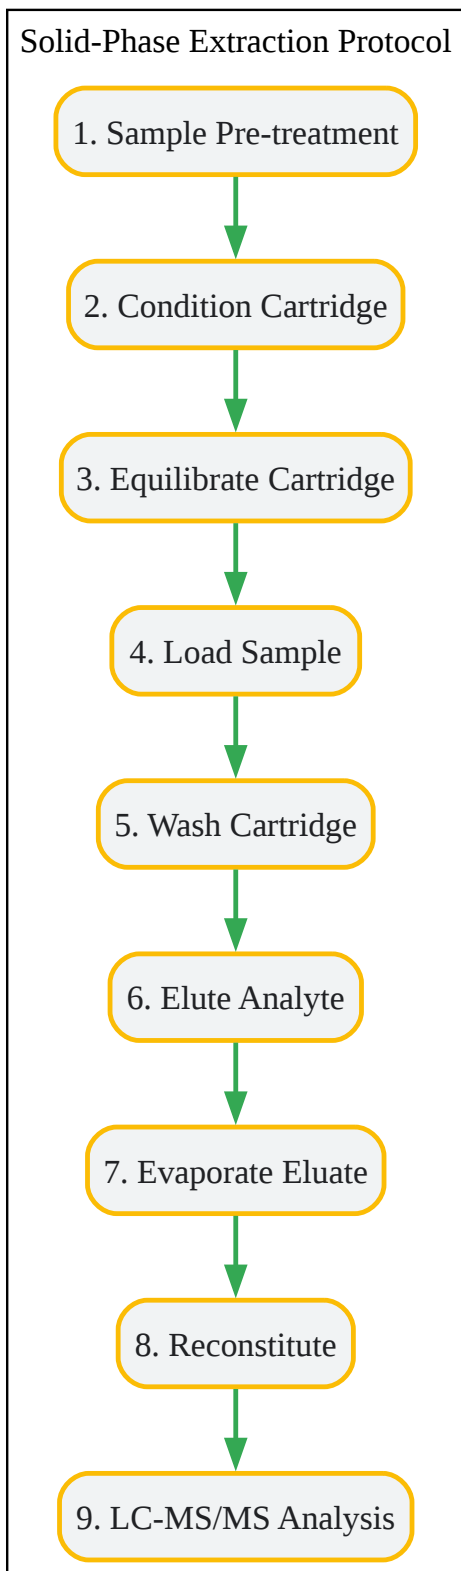 Solid-Phase Extraction Protocol
1. Sample Pre-treatment
2. Condition Cartridge
3. Equilibrate Cartridge
4. Load Sample
5. Wash Cartridge
6. Elute Analyte
7. Evaporate Eluate
8. Reconstitute
9. LC-MS/MS Analysis